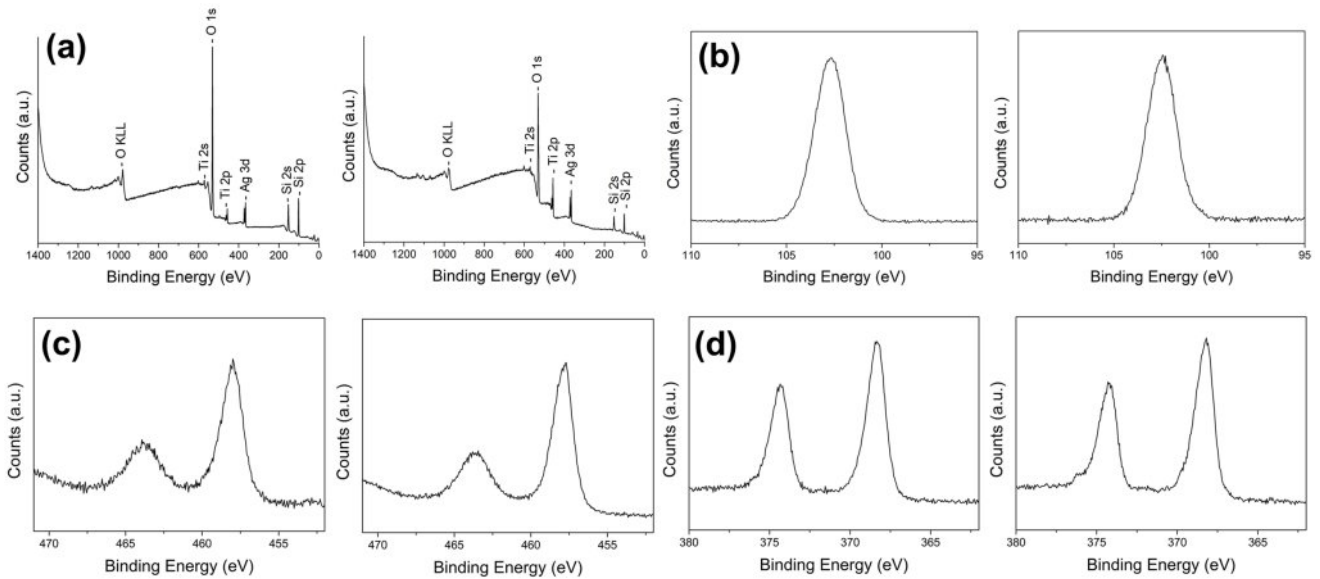 (a)
Counts (a.u.)
O KLL
Ti 2s
O 1s
Ti 2p
Ag 3d
Si 2s
Si 2p
1400 1200 1000 800 600 400 200 0
Binding Energy (eV)
Counts (a.u.)
O KLL
Ti 2s
O 1s
Ti 2p
Ag 3d
Si 2s
Si 2p
1400 1200 1000 800 600 400 200 0
Binding Energy (eV)
(b)
Counts (a.u.)
110 105 100 95
Binding Energy (eV)
Counts (a.u.)
110 105 100 95
Binding Energy (eV)
(c)
Counts (a.u.)
470 465 460 455
Binding Energy (eV)
Counts (a.u.)
470 465 460 455
Binding Energy (eV)
(d)
Counts (a.u.)
380 375 370 365
Binding Energy (eV)
Counts (a.u.)
380 375 370 365
Binding Energy (eV)